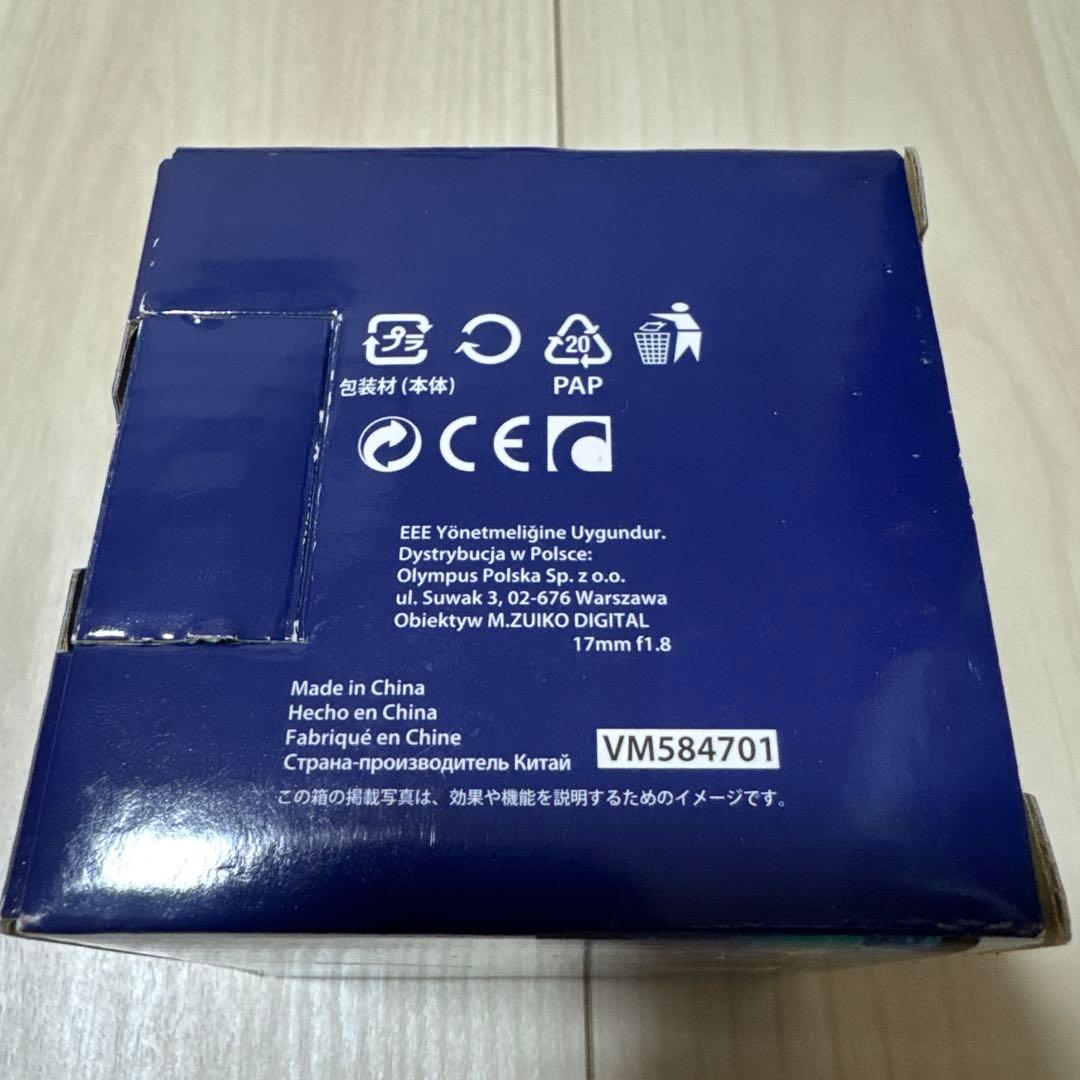 プラ
包装材 (本体)
20
PAP
CE
EEE Yönetmeliğine Uygundur.
Dystrybucja w Polsce:
Olympus Polska Sp. z o.o.
ul. Suwak 3, 02-676 Warszawa
Obiektyw M.ZUIKO DIGITAL
17mm f1.8
Made in China
Hecho en China
Fabriqué en Chine
Страна-производитель Китай
VM584701
この箱の掲載写真は、効果や機能を説明するためのイメージです。